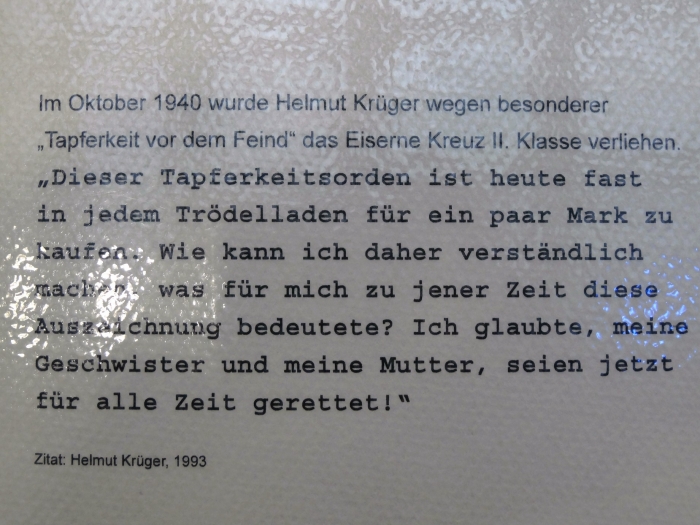 Im Oktober 1940 wurde Helmut Krüger wegen besonderer
„Tapferkeit vor dem Feind“ das Eiserne Kreuz II. Klasse verliehen.
„Dieser Tapferkeitsorden ist heute fast
in jedem Trödelladen für ein paar Mark zu
kaufen. Wie kann ich daher verständlich
machen, was für mich zu jener Zeit diese
Auszeichnung bedeutete? Ich glaubte, meine
Geschwister und meine Mutter, seien jetzt
für alle Zeit gerettet!“
Zitat: Helmut Krüger, 1993